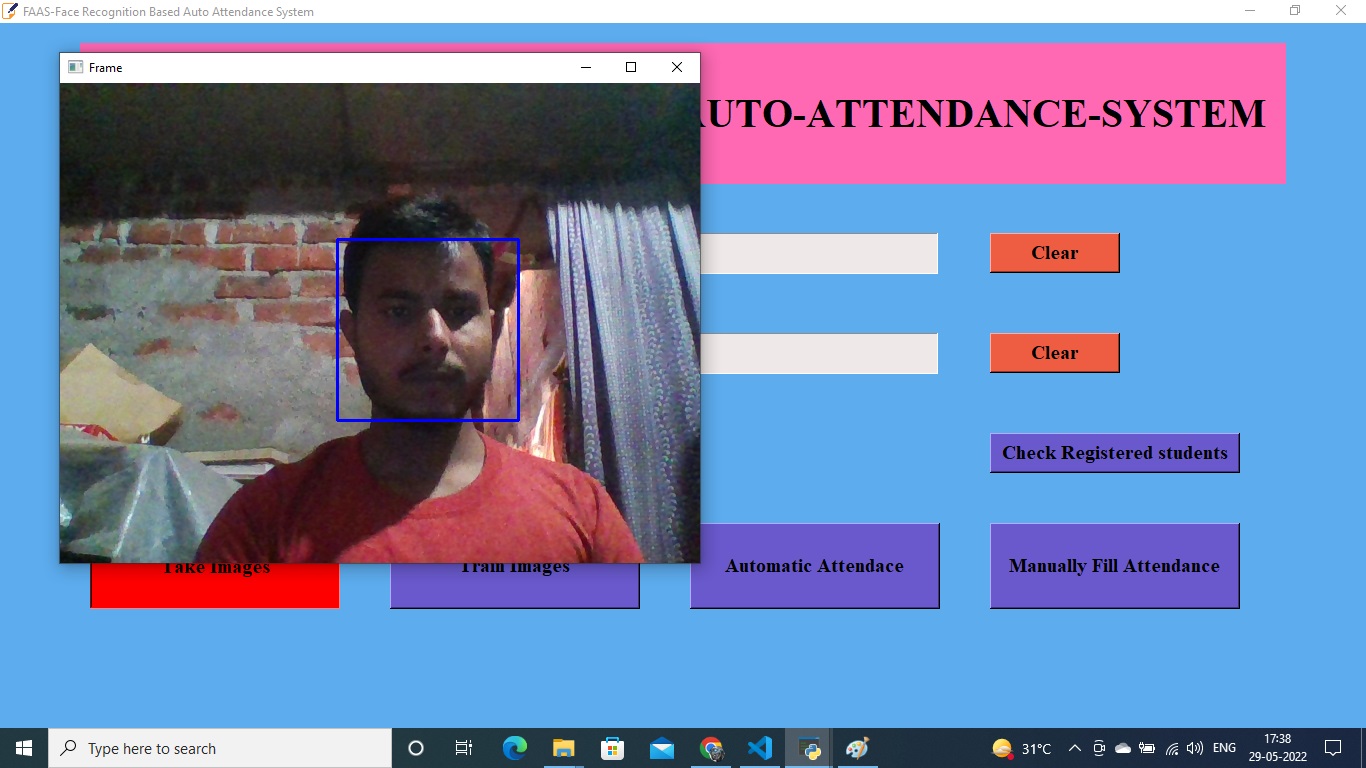 FAAS-Face Recognition Based Auto Attendance System
Frame
UTO-ATTENDANCE-SYSTEM
Clear
Clear
Check Registered students
Take Images
Train Images
Automatic Attendace
Manually Fill Attendance
Type here to search
31°C
ENG
17:38
29-05-2022